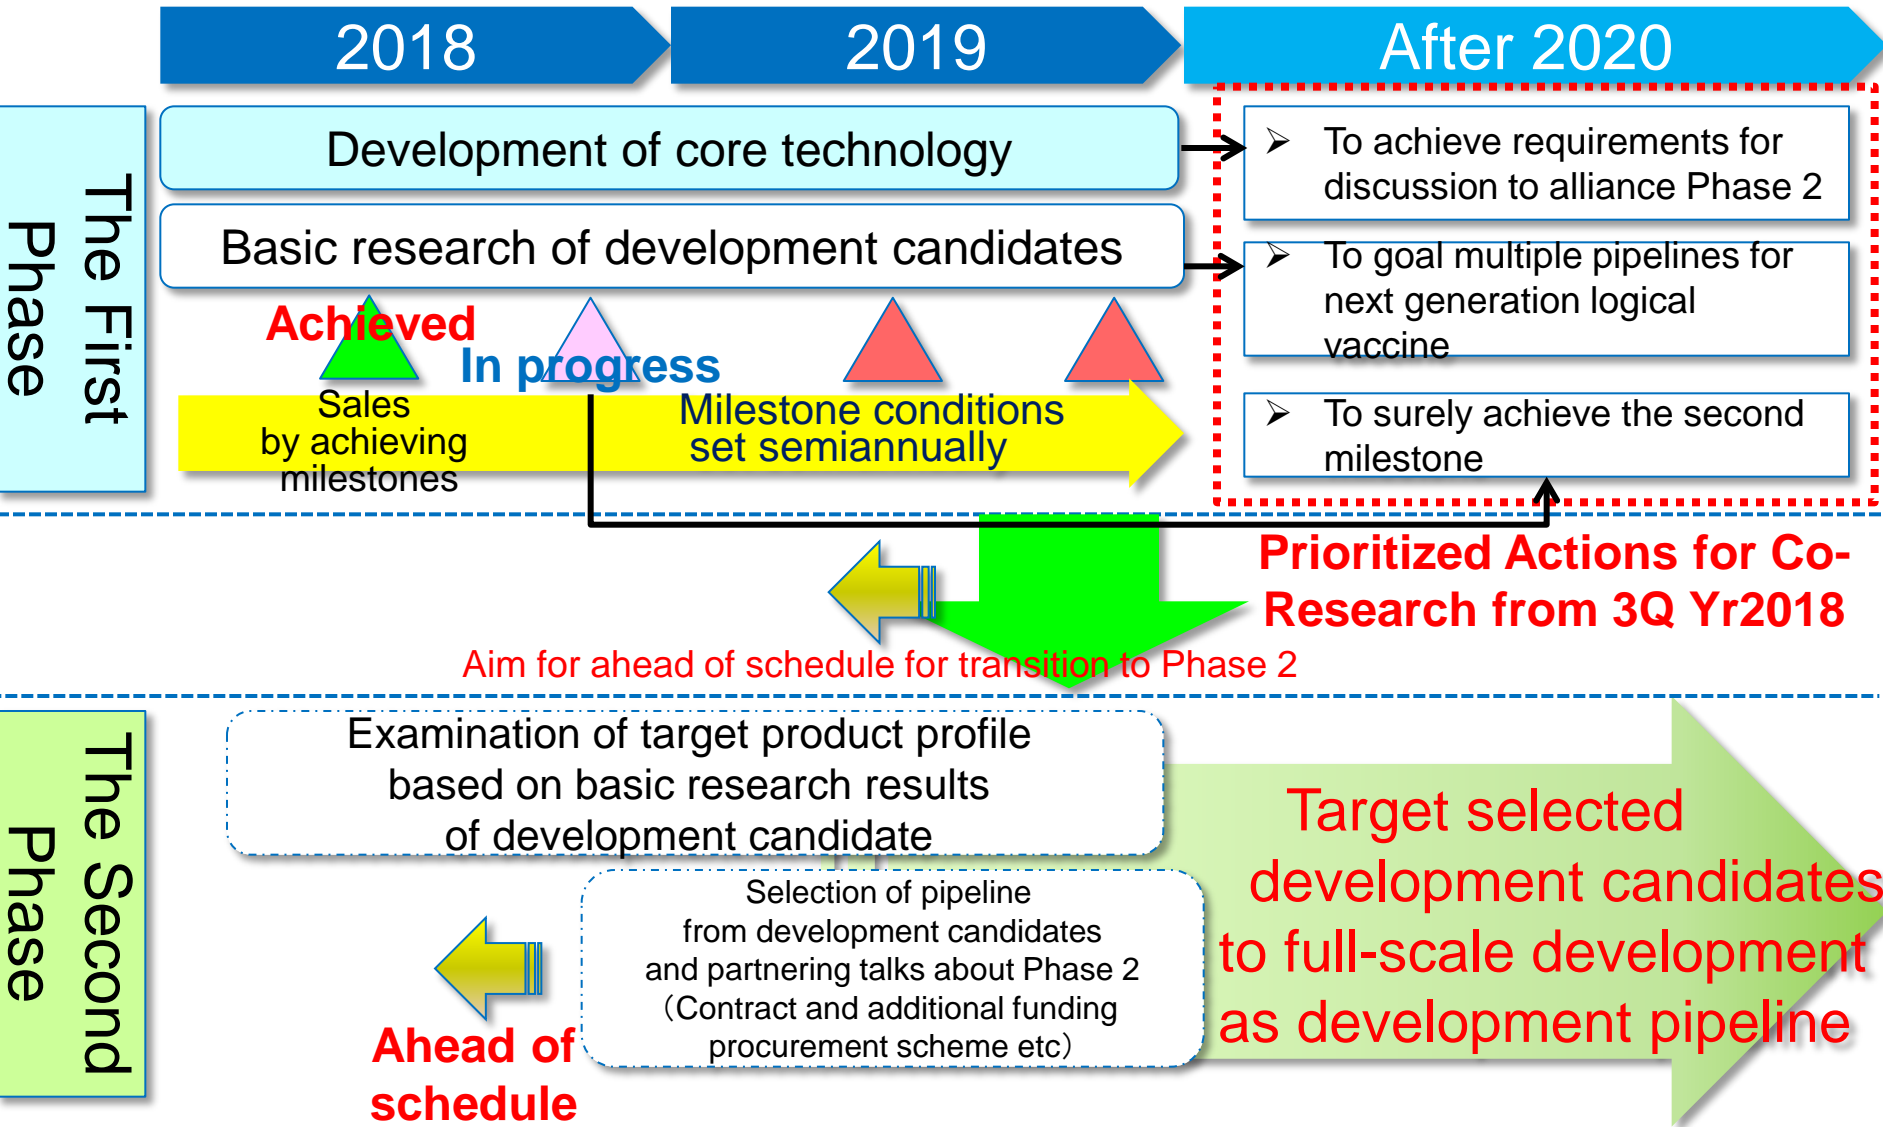 2018
2019
After 2020
The First
Phase
Development of core technology
Basic research of development candidates
Achieved
In progress
Sales
by achieving
milestones
Milestone conditions
set semiannually
➢ To achieve requirements for
discussion to alliance Phase 2
➢ To goal multiple pipelines for
next generation logical
vaccine
➢ To surely achieve the second
milestone
Prioritized Actions for Co-
Research from 3Q Yr2018
Aim for ahead of schedule for transition to Phase 2
The Second
Phase
Examination of target product profile
based on basic research results
of development candidate
Selection of pipeline
from development candidates
and partnering talks about Phase 2
（Contract and additional funding
procurement scheme etc）
Ahead of
schedule
Target selected
development candidates
to full-scale development
as development pipeline